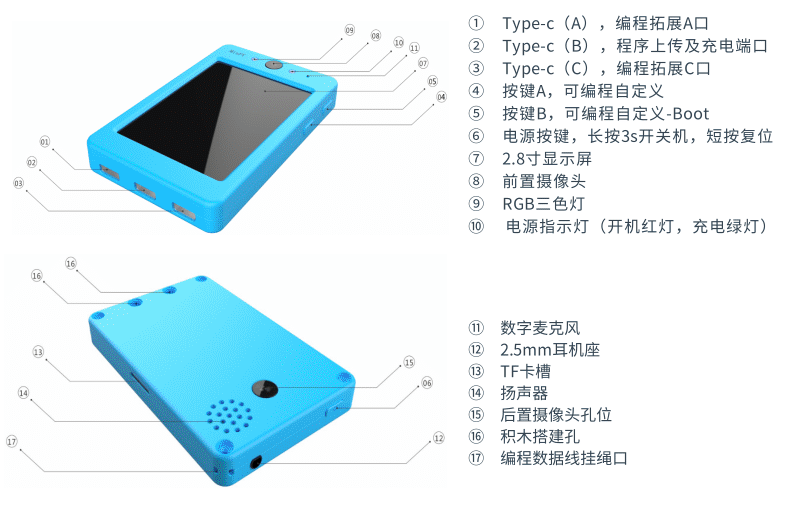 09
08
10
11
07
05
04
01
02
03
① Type-c（A），编程拓展A口
② Type-c（B），程序上传及充电端口
③ Type-c（C），编程拓展C口
④ 按键A，可编程自定义
⑤ 按键B，可编程自定义-Boot
⑥ 电源按键，长按3s开关机，短按复位
⑦ 2.8寸显示屏
⑧ 前置摄像头
⑨ RGB三色灯
⑩ 电源指示灯（开机红灯，充电绿灯）
16
16
13
14
17
15
06
12
⑪ 数字麦克风
⑫ 2.5mm耳机座
⑬ TF卡槽
⑭ 扬声器
⑮ 后置摄像头孔位
⑯ 积木搭建孔
⑰ 编程数据线挂绳口